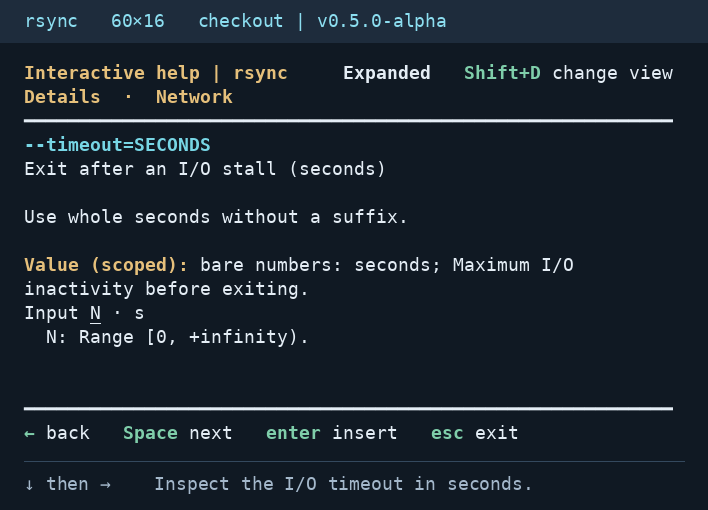 rsync   60×16   checkout | v0.5.0-alpha
Interactive help | rsync     Expanded   Shift+D change view
Details  ·  Network
--timeout=SECONDS
Exit after an I/O stall (seconds)
Use whole seconds without a suffix.
Value (scoped): bare numbers: seconds; Maximum I/O
inactivity before exiting.
Input N · s
  N: Range [0, +infinity).
← back   Space next   enter insert   esc exit
↓ then →    Inspect the I/O timeout in seconds.